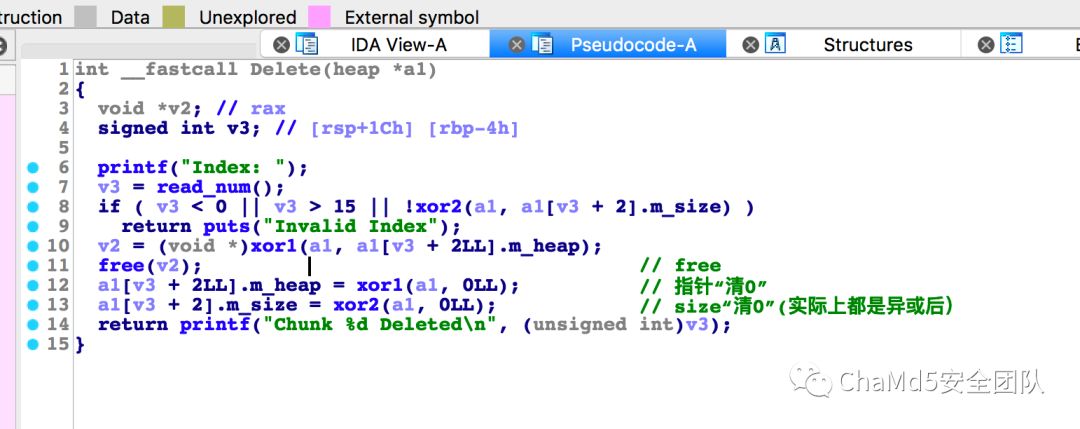 truction Data Unexplored External symbol
IDA View-A Pseudocode-A Structures E
1 int __fastcall Delete(heap *a1)
2 {
3 void *v2; // rax
4 signed int v3; // [rsp+1Ch] [rbp-4h]
5
6 printf("Index: ");
7 v3 = read_num();
8 if ( v3 < 0 || v3 > 15 || !xor2(a1, a1[v3 + 2].m_size) )
9 return puts("Invalid Index");
10 v2 = (void *)xor1(a1, a1[v3 + 2LL].m_heap);
11 free(v2); // free
12 a1[v3 + 2LL].m_heap = xor1(a1, 0LL); // 指针“清0”
13 a1[v3 + 2].m_size = xor2(a1, 0LL); // size“清0”(实际上都是异或后)
14 return printf("Chunk %d Deleted\n", (unsigned int)v3);
15 }
ChaMd5安全团队